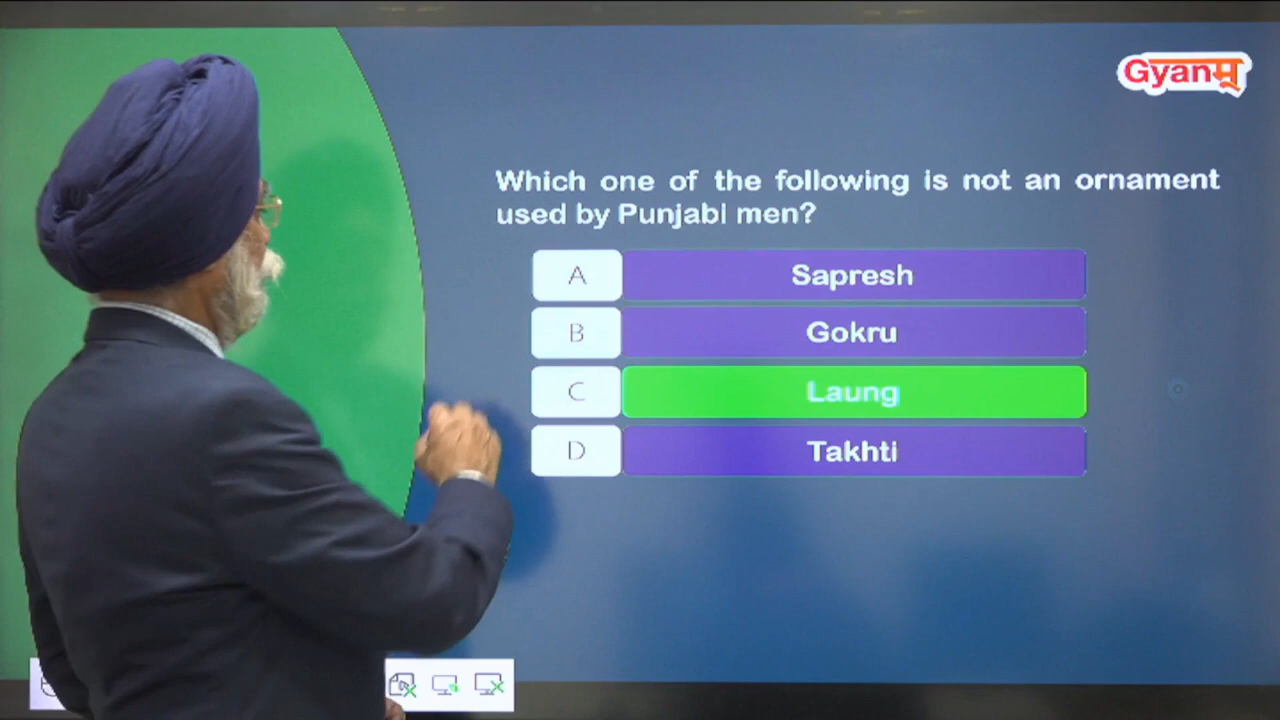 Gyanम्
Which one of the following is not an ornament
used by Punjabi men?
A Sapresh
B Gokru
C Laung
D Takhti